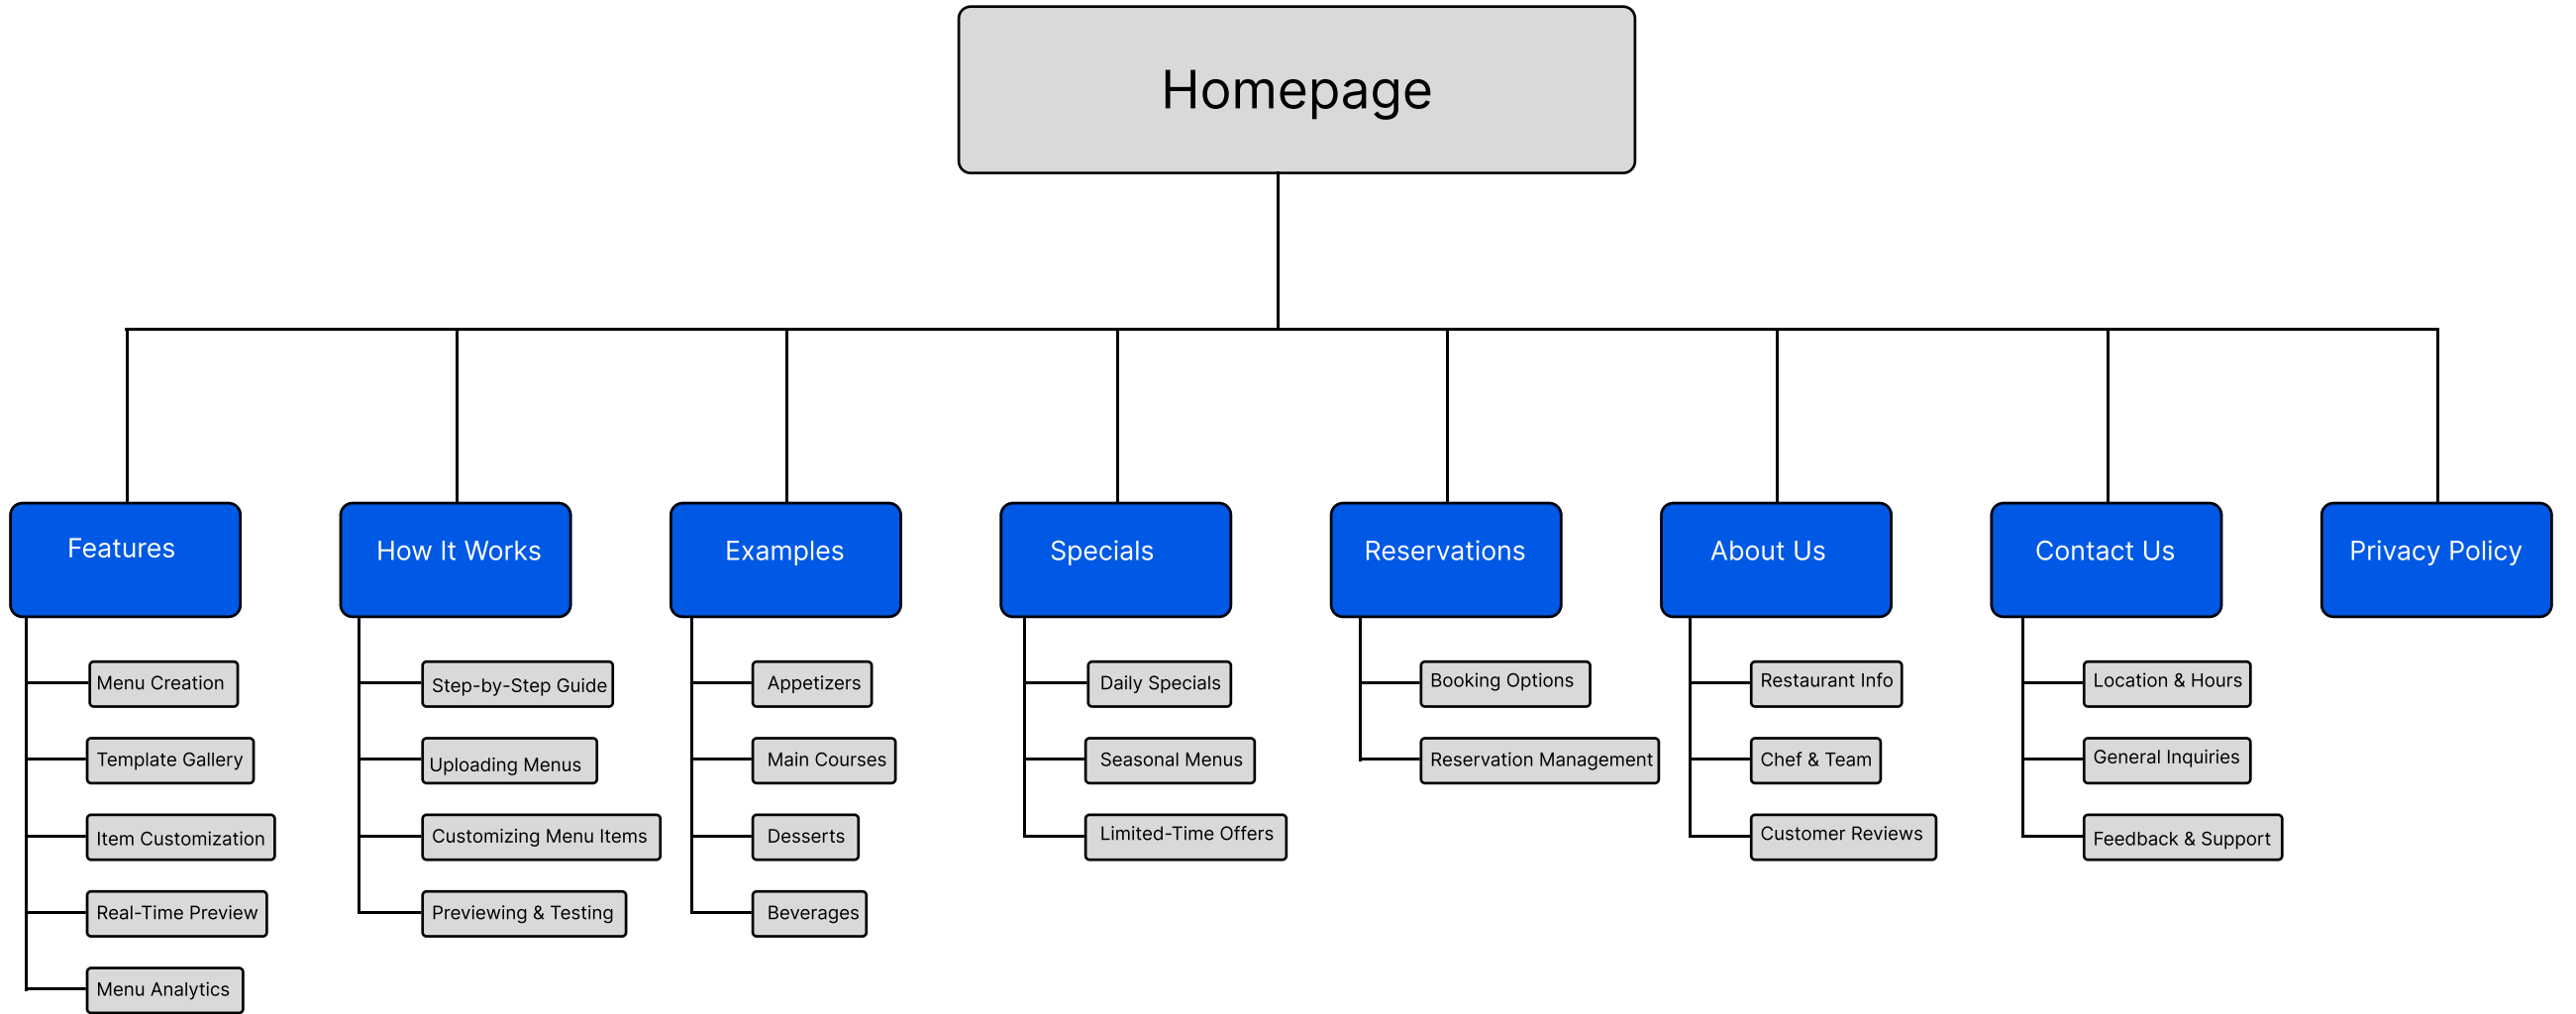 Homepage
Features
How It Works
Examples
Specials
Reservations
About Us
Contact Us
Privacy Policy
Menu Creation
Template Gallery
Item Customization
Real-Time Preview
Menu Analytics
Step-by-Step Guide
Uploading Menus
Customizing Menu Items
Previewing & Testing
Appetizers
Main Courses
Desserts
Beverages
Daily Specials
Seasonal Menus
Limited-Time Offers
Booking Options
Reservation Management
Restaurant Info
Chef & Team
Customer Reviews
Location & Hours
General Inquiries
Feedback & Support